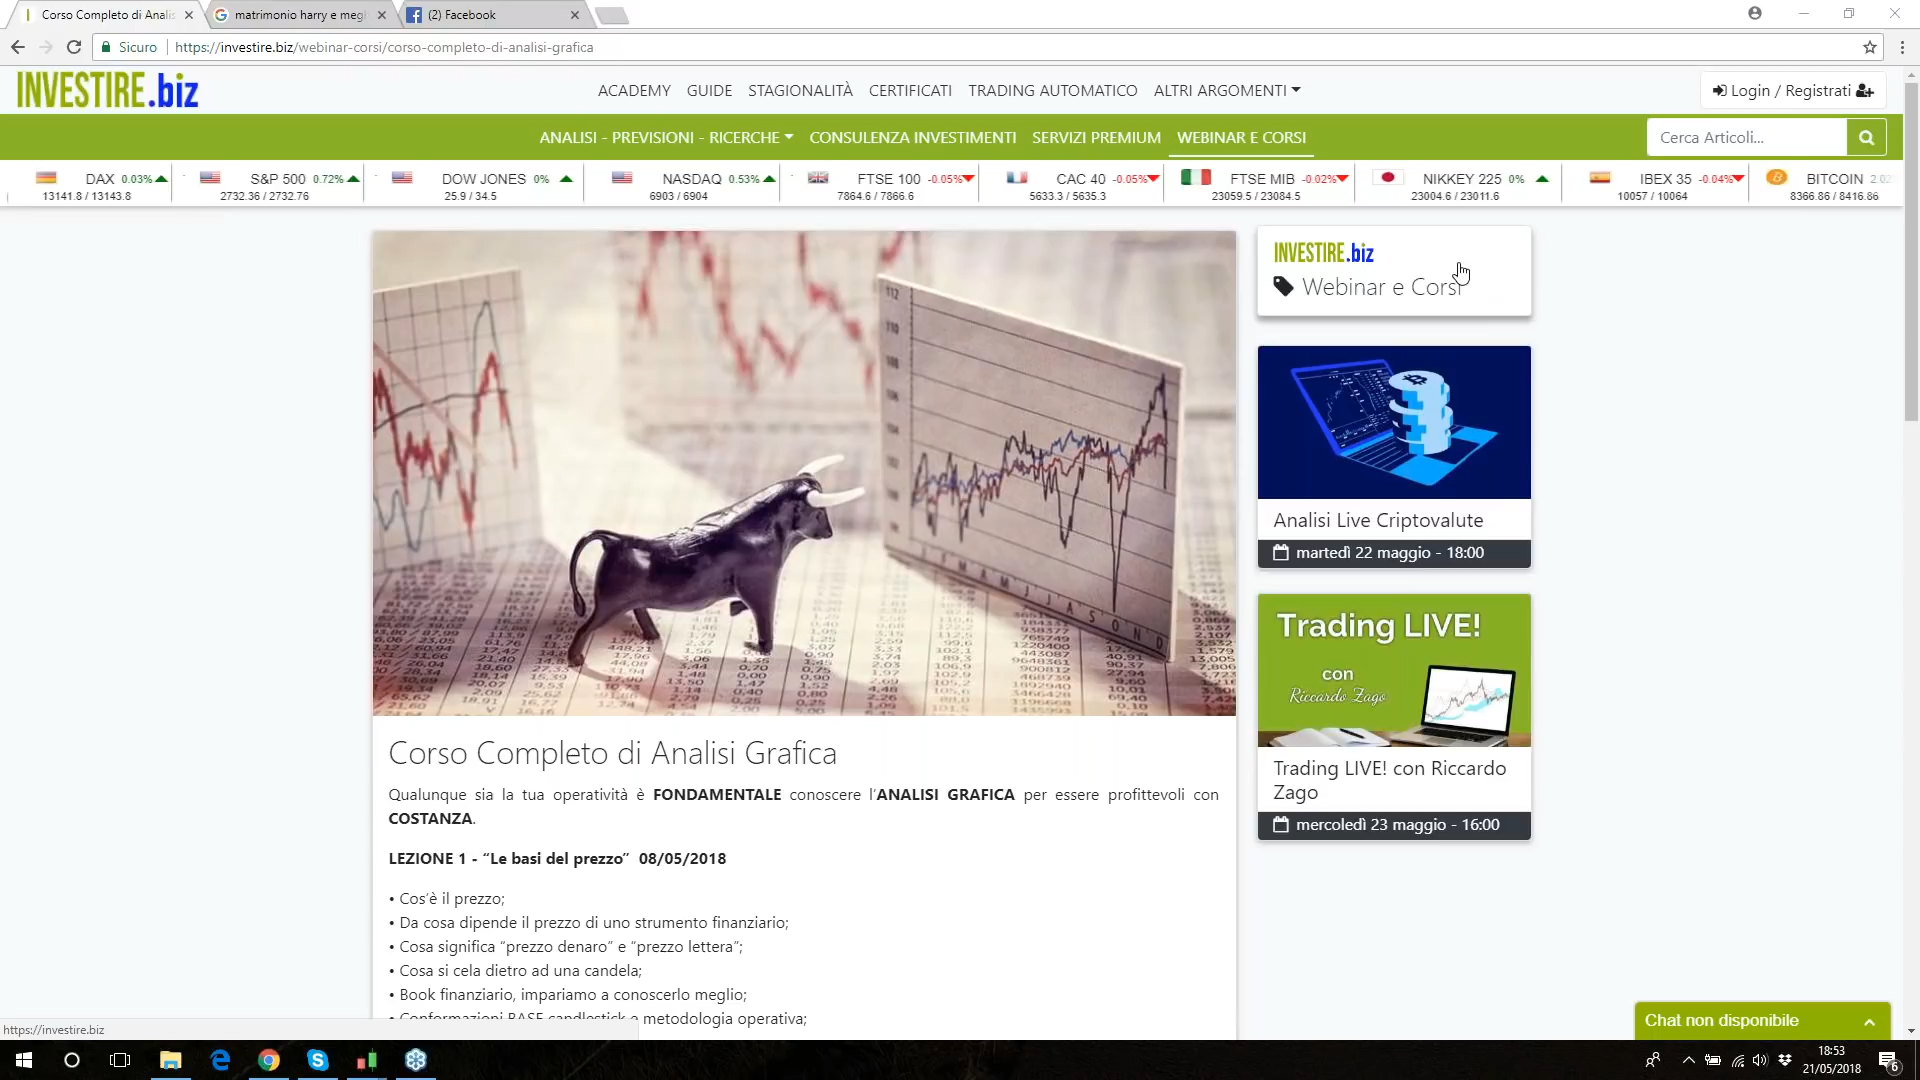 Corso Completo di Analis
matrimonio harry e megh
(2) Facebook
Sicuro
https://investire.biz/webinar-corsi/corso-completo-di-analisi-grafica
INVESTIRE.biz
ACADEMY GUIDE STAGIONALITÀ CERTIFICATI TRADING AUTOMATICO ALTRI ARGOMENTI
Login / Registrati
ANALISI - PREVISIONI - RICERCHE CONSULENZA INVESTIMENTI SERVIZI PREMIUM WEBINAR E CORSI
Cerca Articoli...
DAX 0.03%
13141.8 / 13143.8
S&P 500 0.72%
2732.36 / 2732.76
DOW JONES 0%
25.9 / 34.5
NASDAQ 0.53%
6903 / 6904
FTSE 100 -0.05%
7864.6 / 7866.6
CAC 40 -0.05%
5633.3 / 5635.3
FTSE MIB -0.02%
23059.5 / 23084.5
NIKKEY 225 0%
23004.6 / 23011.6
IBEX 35 -0.04%
10057 / 10064
BITCOIN
8366.86 / 8416.86
INVESTIRE.biz
Webinar e Corsi
Analisi Live Criptovalute
martedì 22 maggio - 18:00
Trading LIVE!
con
Riccardo Zago
Trading LIVE! con Riccardo
Zago
mercoledì 23 maggio - 16:00
Corso Completo di Analisi Grafica
Qualunque sia la tua operatività è FONDAMENTALE conoscere l'ANALISI GRAFICA per essere profittevoli con
COSTANZA.
LEZIONE 1 - “Le basi del prezzo” 08/05/2018
• Cos'è il prezzo;
• Da cosa dipende il prezzo di uno strumento finanziario;
• Cosa significa “prezzo denaro” e “prezzo lettera”;
• Cosa si cela dietro ad una candela;
• Book finanziario, impariamo a conoscerlo meglio;
• Conformazioni BASE candlestick e metodologia operativa;
https://investire.biz
Chat non disponibile
18:53
21/05/2018
6